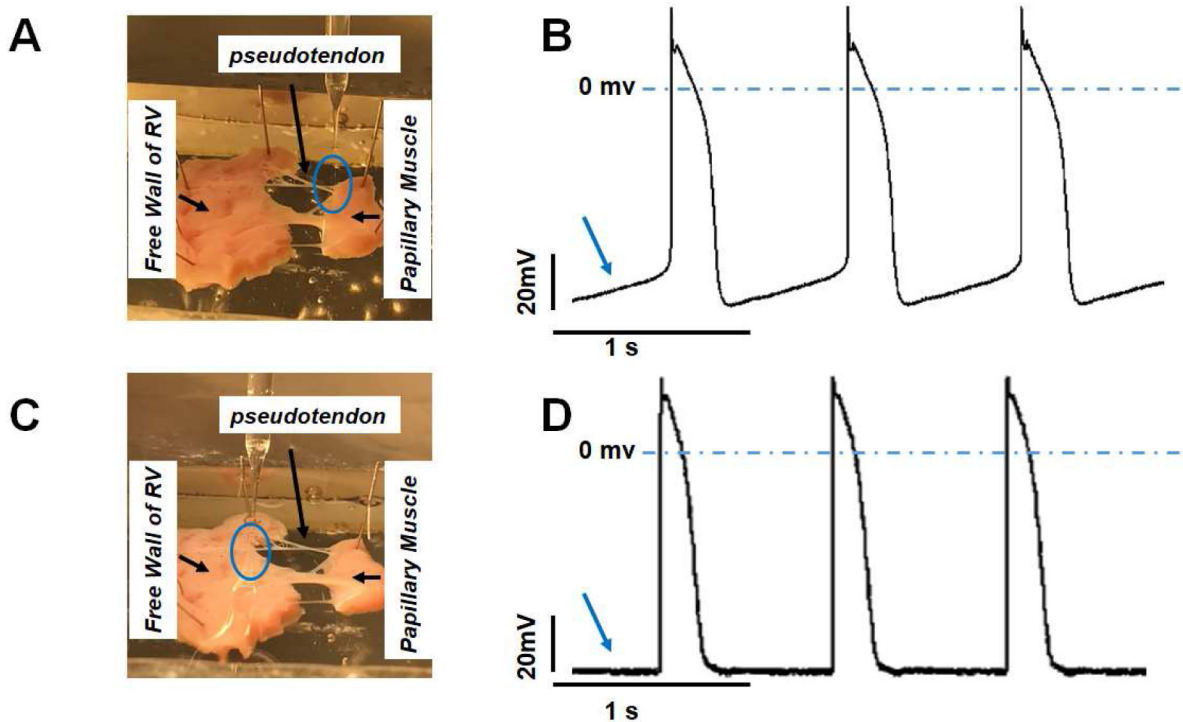 A
pseudotendon
Free Wall of RV
Papillary Muscle
B
0 mv
20mV
1 s
C
pseudotendon
Free Wall of RV
Papillary Muscle
D
0 mv
20mV
1 s